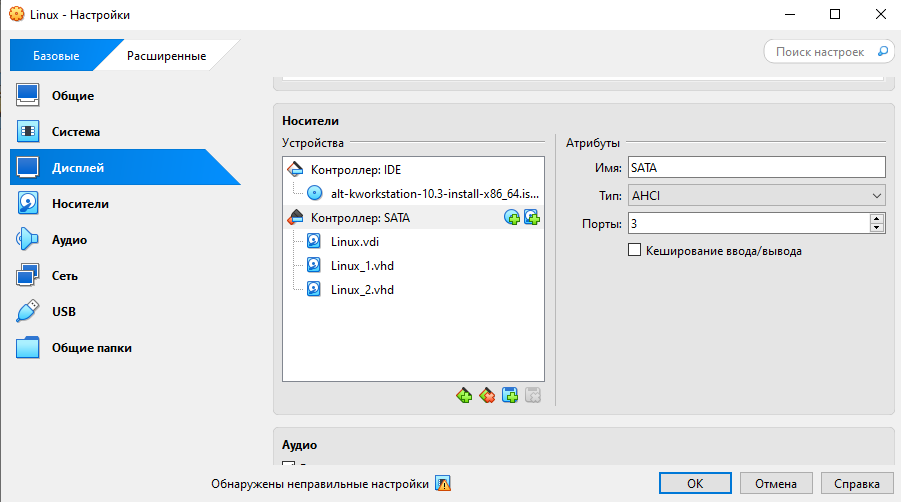 Linux - Настройки
Базовые
Расширенные
Поиск настроек
Общие
Система
Дисплей
Носители
Аудио
Сеть
USB
Общие папки
Носители
Устройства
Контроллер: IDE
alt-kworkstation-10.3-install-x86_64.is...
Контроллер: SATA
Linux.vdi
Linux_1.vhd
Linux_2.vhd
Атрибуты
Имя: SATA
Тип: AHCI
Порты: 3
Кеширование ввода/вывода
Аудио
Обнаружены неправильные настройки
OK
Отмена
Справка